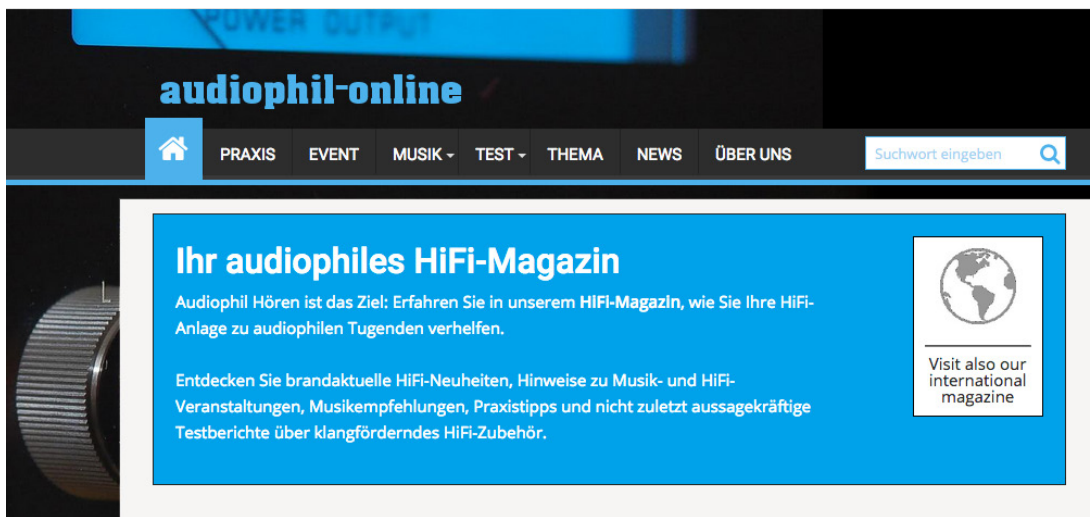 POWER OUTPUT
audiophil-online
PRAXIS EVENT MUSIK TEST THEMA NEWS ÜBER UNS Suchwort eingeben
Ihr audiophiles HiFi-Magazin
Audiophil Hören ist das Ziel: Erfahren Sie in unserem HiFi-Magazin, wie Sie Ihre HiFi-
Anlage zu audiophilen Tugenden verhelfen.
Entdecken Sie brandaktuelle HiFi-Neuheiten, Hinweise zu Musik- und HiFi-
Veranstaltungen, Musikempfehlungen, Praxistipps und nicht zuletzt aussagekräftige
Testberichte über klangförderndes HiFi-Zubehör.
Visit also our
international
magazine